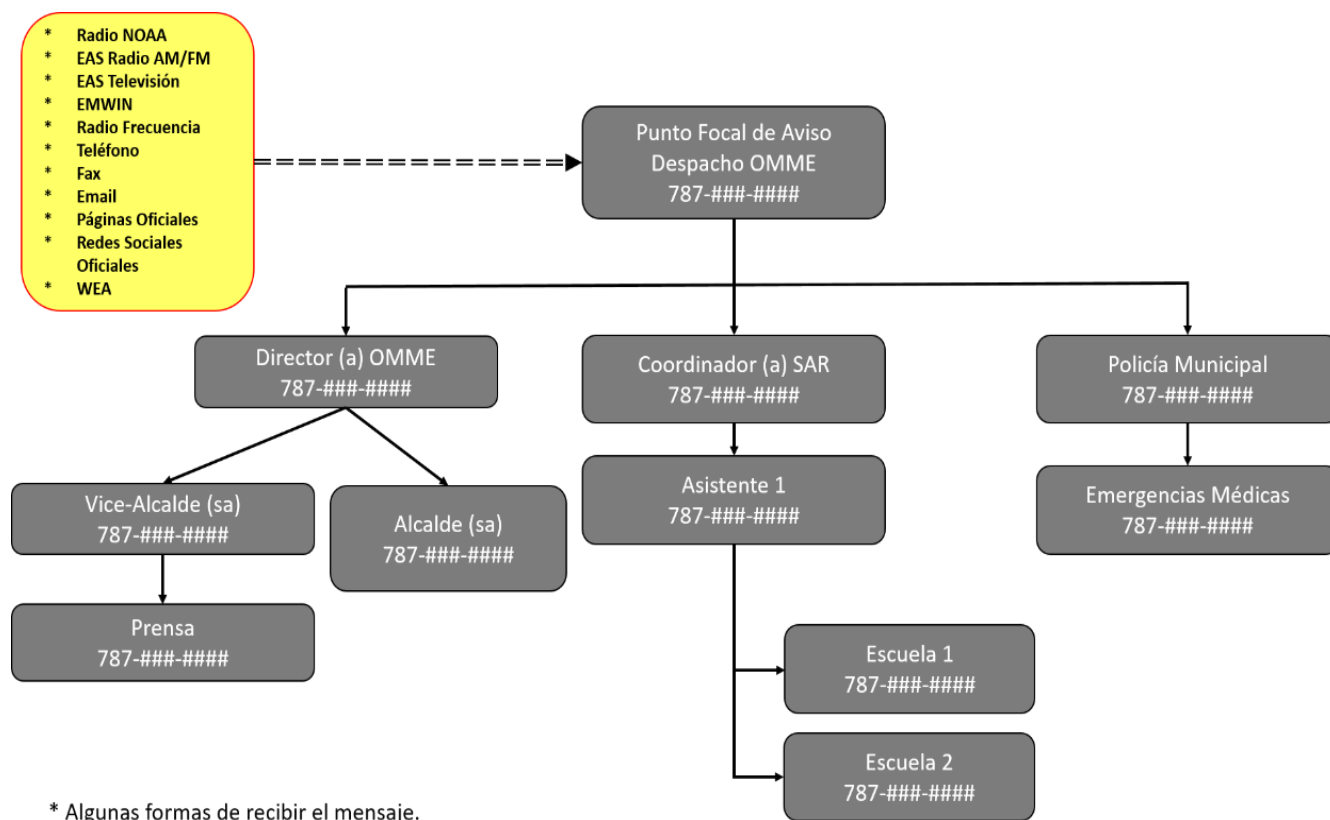 * Radio NOAA
* EAS Radio AM/FM
* EAS Televisión
* EMWIN
* Radio Frecuencia
* Teléfono
* Fax
* Email
* Páginas Oficiales
* Redes Sociales
Oficiales
* WEA
Punto Focal de Aviso
Despacho OMME
787-###-####
Director (a) OMME
787-###-####
Coordinador (a) SAR
787-###-####
Policía Municipal
787-###-####
Vice-Alcalde (sa)
787-###-####
Alcalde (sa)
787-###-####
Asistente 1
787-###-####
Emergencias Médicas
787-###-####
Prensa
787-###-####
Escuela 1
787-###-####
Escuela 2
787-###-####
* Algunas formas de recibir el mensaje.